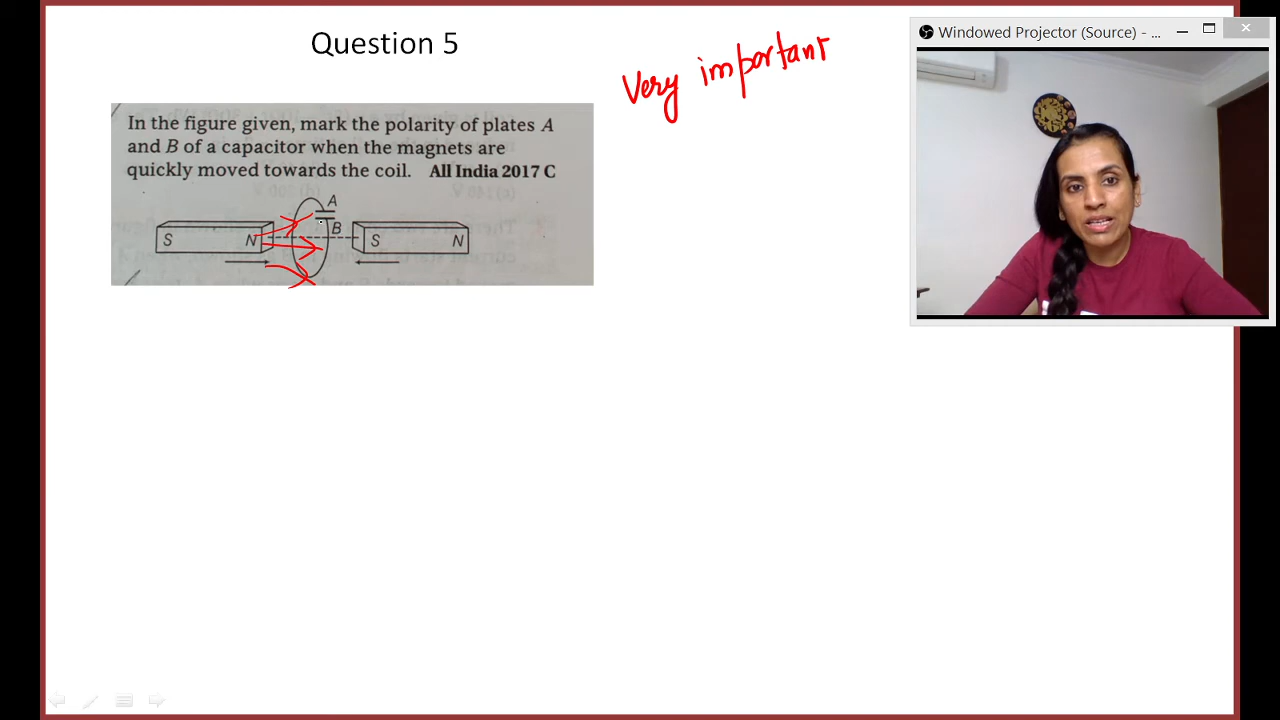 Question 5
Very important
Windowed Projector (Source) - ...
In the figure given, mark the polarity of plates A
and B of a capacitor when the magnets are
quickly moved towards the coil. All India 2017 C
A
B
S N S N